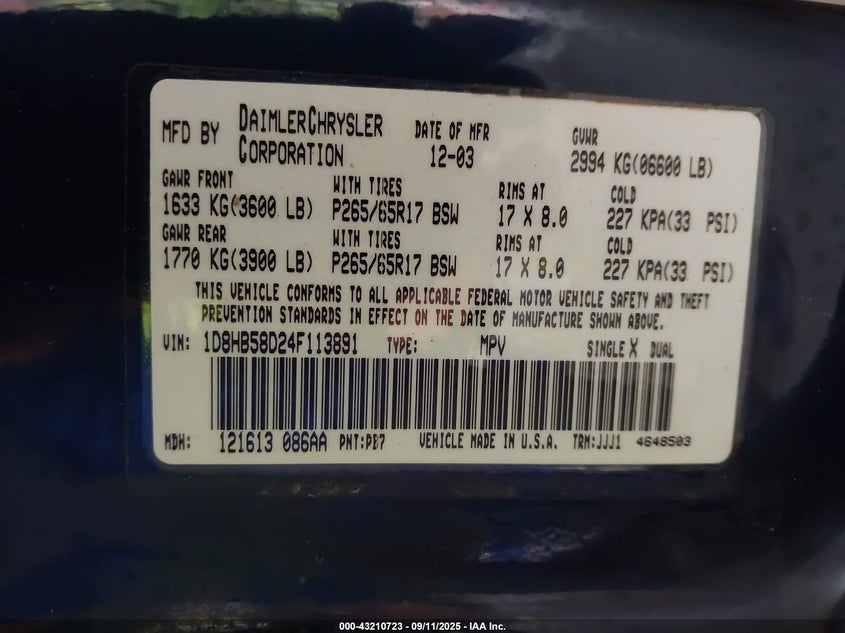 MFD BY DAIMLERCHRYSLER CORPORATION DATE OF MFR 12-03 GVWR 2994 KG(06600 LB)
GAWR FRONT WITH TIRES RIMS AT COLD
1633 KG(3600 LB) P265/65R17 BSW 17 X 8.0 227 KPA(33 PSI)
GAWR REAR WITH TIRES RIMS AT COLD
1770 KG(3900 LB) P265/65R17 BSW 17 X 8.0 227 KPA(33 PSI)
THIS VEHICLE CONFORMS TO ALL APPLICABLE FEDERAL MOTOR VEHICLE SAFETY AND THEFT
PREVENTION STANDARDS IN EFFECT ON THE DATE OF MANUFACTURE SHOWN ABOVE.
VIN: 1D8HB58D24F113891 TYPE: MPV SINGLE X DUAL
MDH: 121613 086AA PNT:PB7 VEHICLE MADE IN U.S.A. TRM:JJJ1 4648503
000-43210723 - 09/11/2025 - IAA Inc.